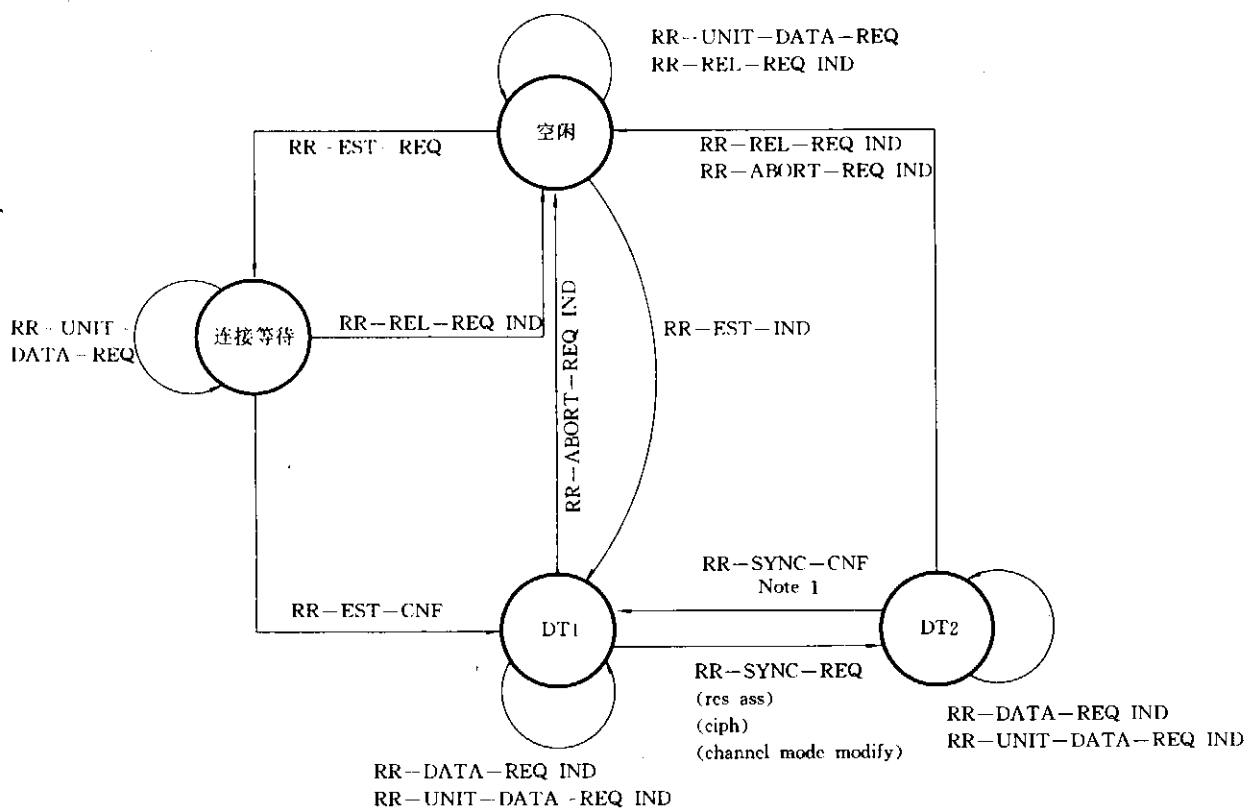 RR--UNIT-DATA-REQ
RR-REL-REQ IND
空闲
RR-EST-REQ
RR-REL-REQ IND
RR-ABORT-REQ IND
RR--UNIT-
DATA-REQ
连接等待
RR-REL-REQ IND
RR-ABORT-REQ IND
RR-EST-IND
RR-SYNC-CNF
Note 1
RR-EST-CNF
DT1
DT2
RR-SYNC-REQ
(res ass)
(ciph)
(channel mode modify)
RR-DATA-REQ IND
RR-UNIT-DATA-REQ IND
RR--DATA-REQ IND
RR-UNIT-DATA-REQ IND